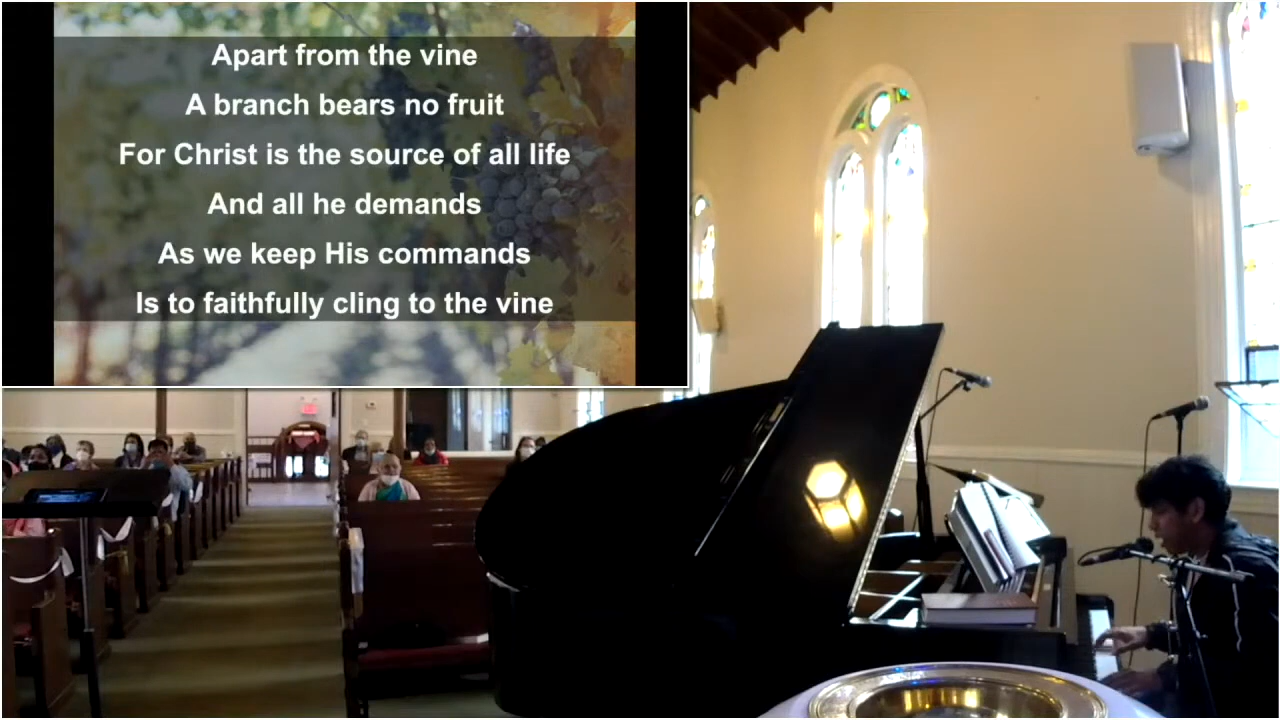 Apart from the vine
A branch bears no fruit
For Christ is the source of all life
And all he demands
As we keep His commands
Is to faithfully cling to the vine